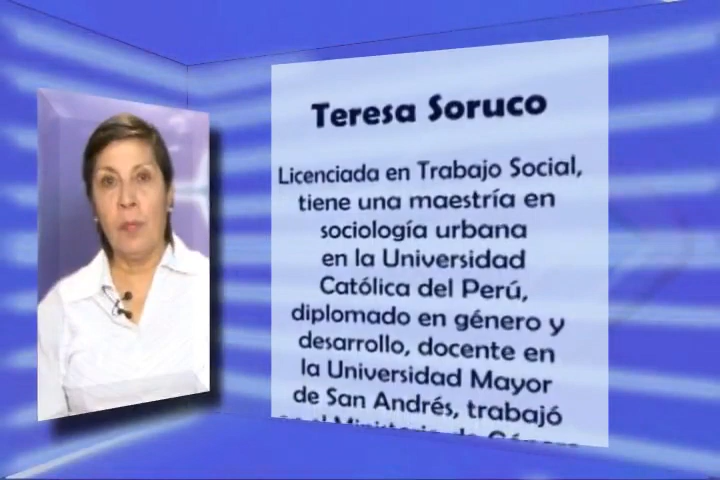 Teresa Soruco
Licenciada en Trabajo Social,
tiene una maestría en
sociología urbana
en la Universidad
Católica del Perú,
diplomado en género y
desarrollo, docente en
la Universidad Mayor
de San Andrés, trabajó